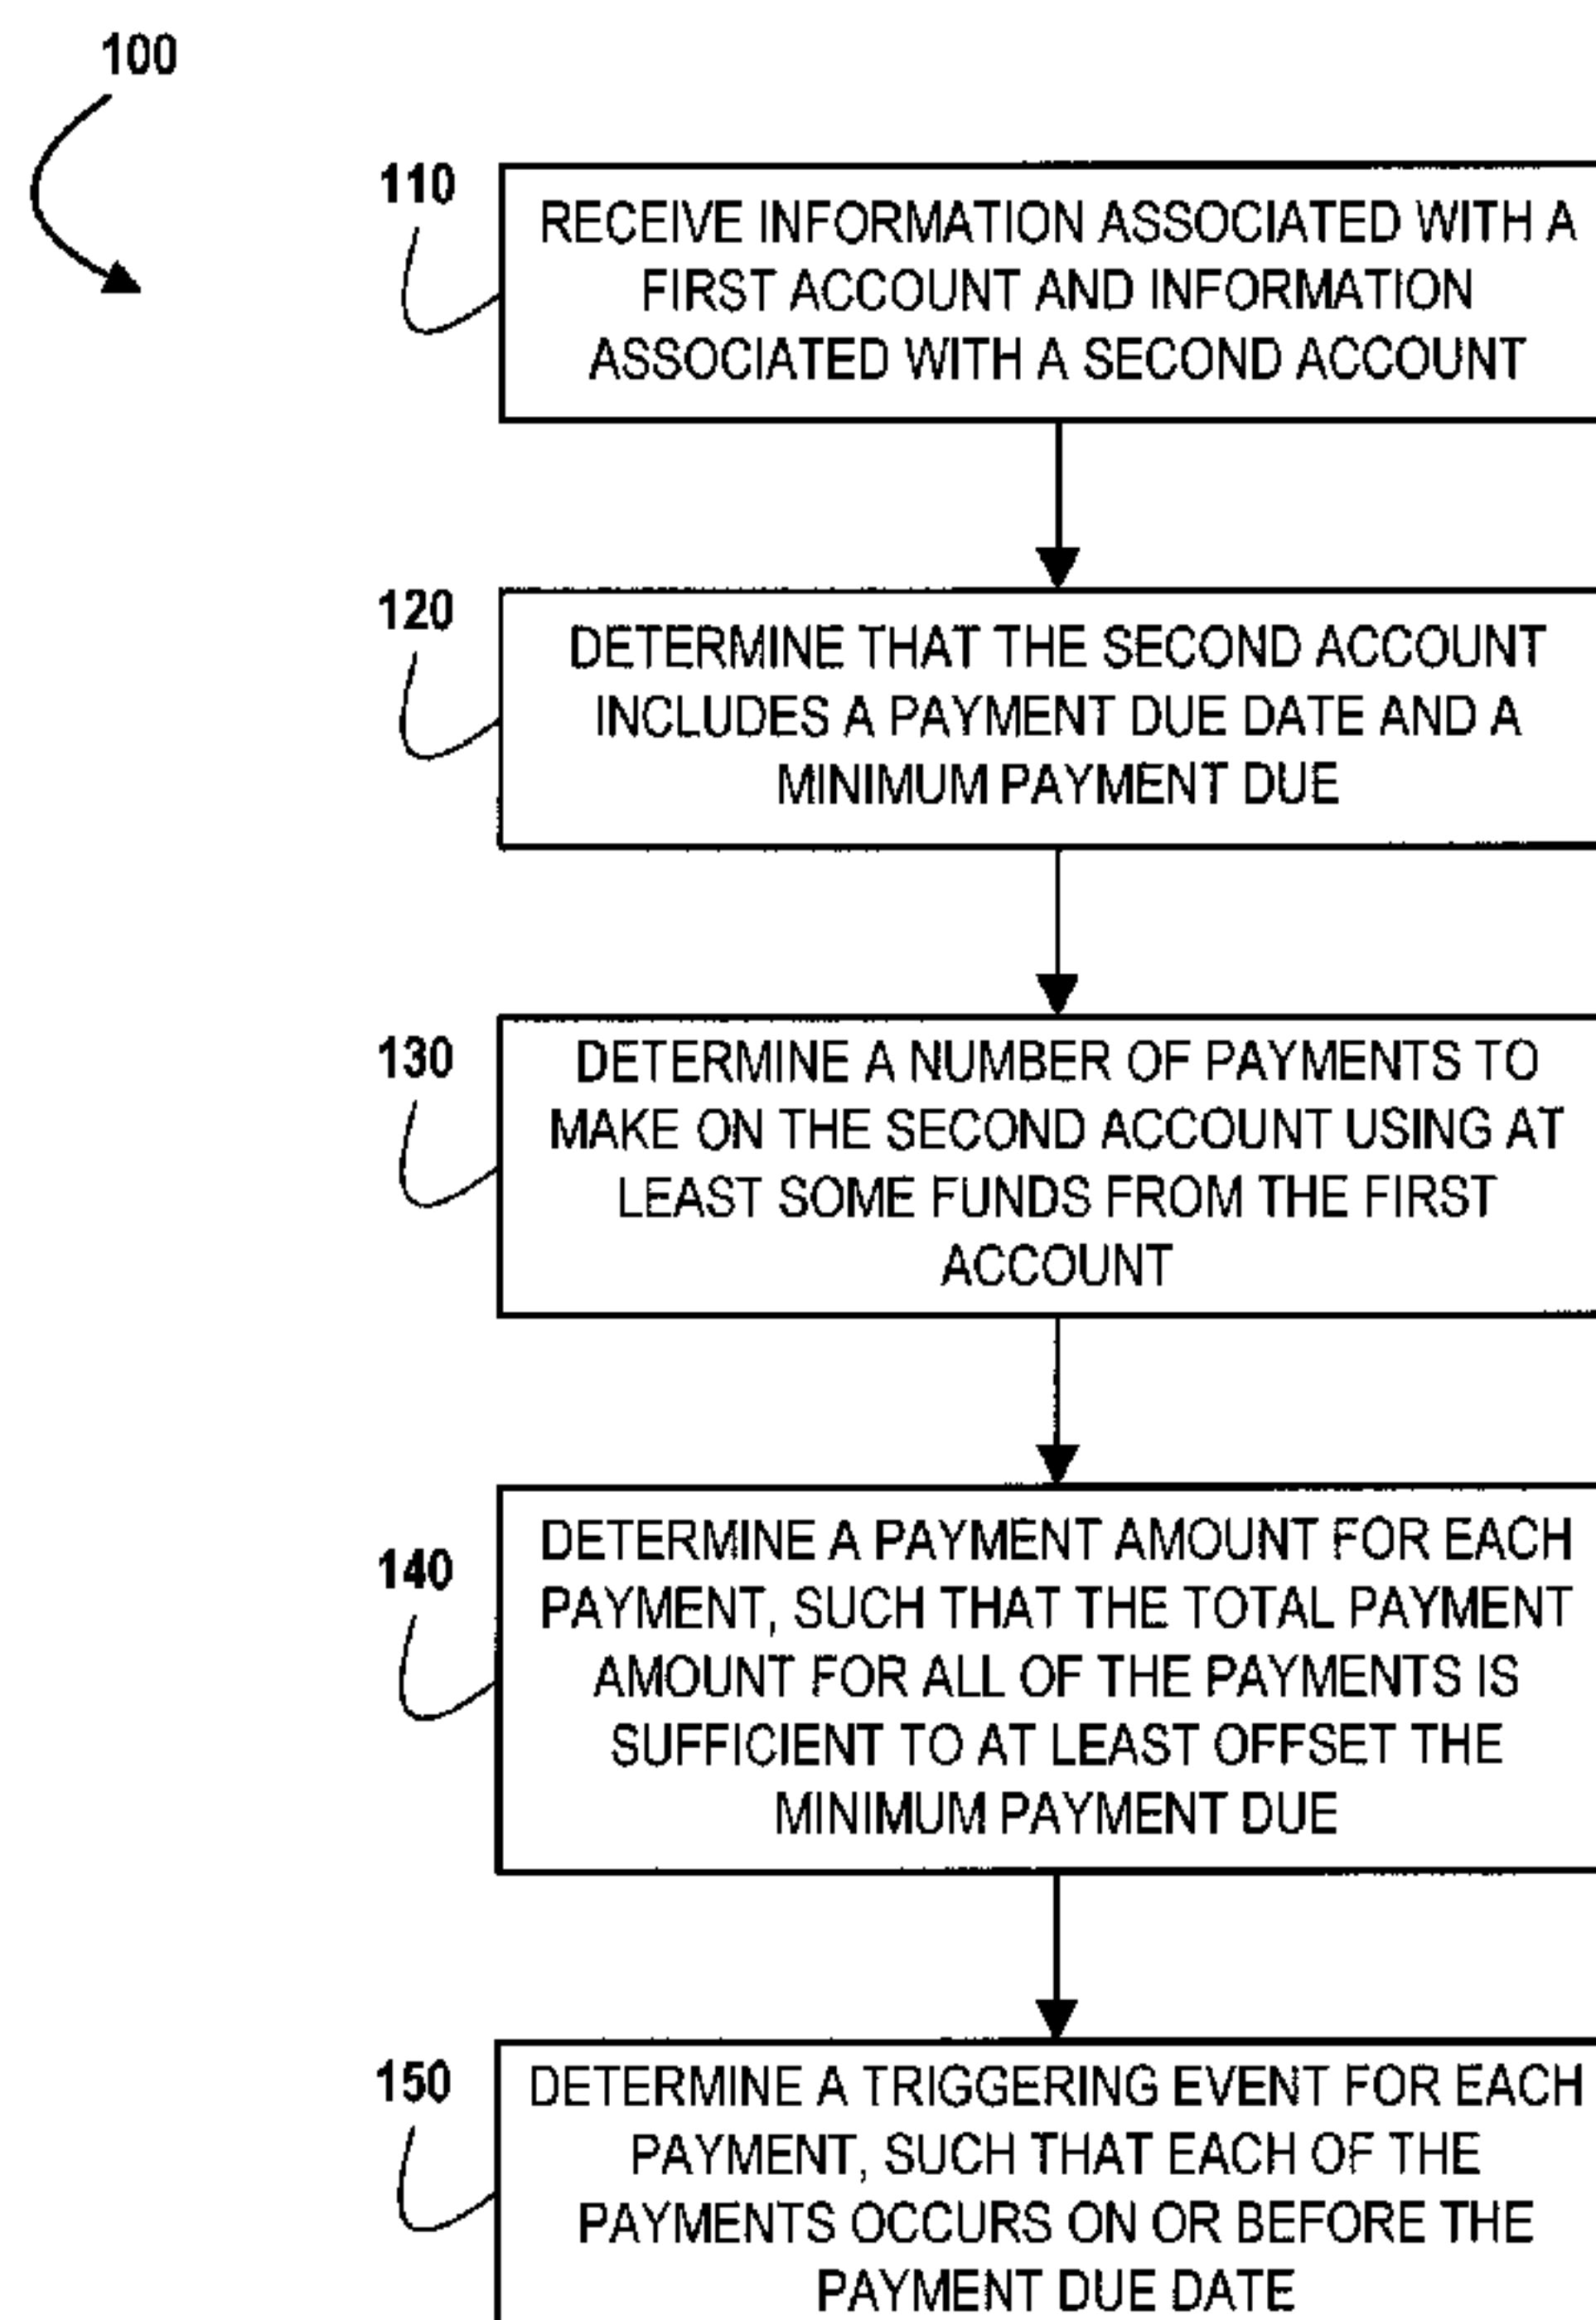 100
110
RECEIVE INFORMATION ASSOCIATED WITH A
FIRST ACCOUNT AND INFORMATION
ASSOCIATED WITH A SECOND ACCOUNT
120
DETERMINE THAT THE SECOND ACCOUNT
INCLUDES A PAYMENT DUE DATE AND A
MINIMUM PAYMENT DUE
130
DETERMINE A NUMBER OF PAYMENTS TO
MAKE ON THE SECOND ACCOUNT USING AT
LEAST SOME FUNDS FROM THE FIRST
ACCOUNT
140
DETERMINE A PAYMENT AMOUNT FOR EACH
PAYMENT, SUCH THAT THE TOTAL PAYMENT
AMOUNT FOR ALL OF THE PAYMENTS IS
SUFFICIENT TO AT LEAST OFFSET THE
MINIMUM PAYMENT DUE
150
DETERMINE A TRIGGERING EVENT FOR EACH
PAYMENT, SUCH THAT EACH OF THE
PAYMENTS OCCURS ON OR BEFORE THE
PAYMENT DUE DATE